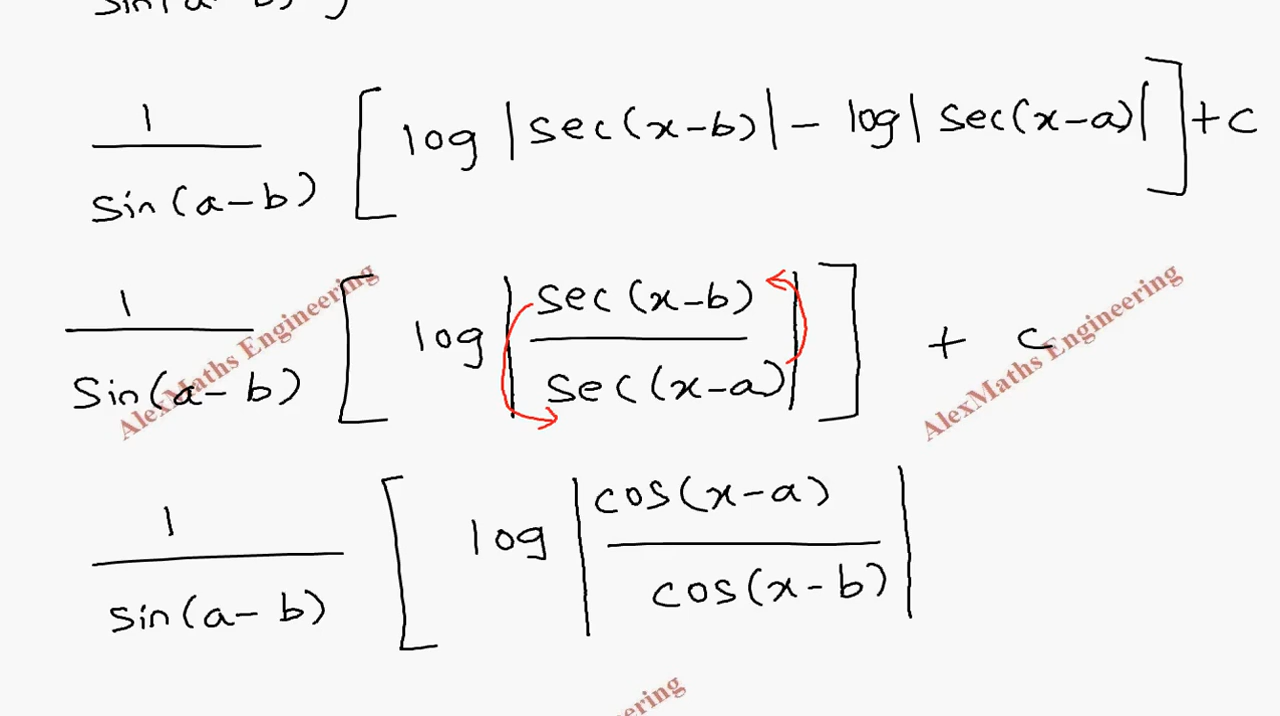 sin(a-b)
1/sin(a-b) [ log |sec(x-b)| - log| sec(x-a)| ] + c
1/sin(a-b) [ log | sec(x-b)/sec(x-a) | ] + c
AlexMaths Engineering
AlexMaths Engineering
1/sin(a-b) [ log | cos(x-a)/cos(x-b) |